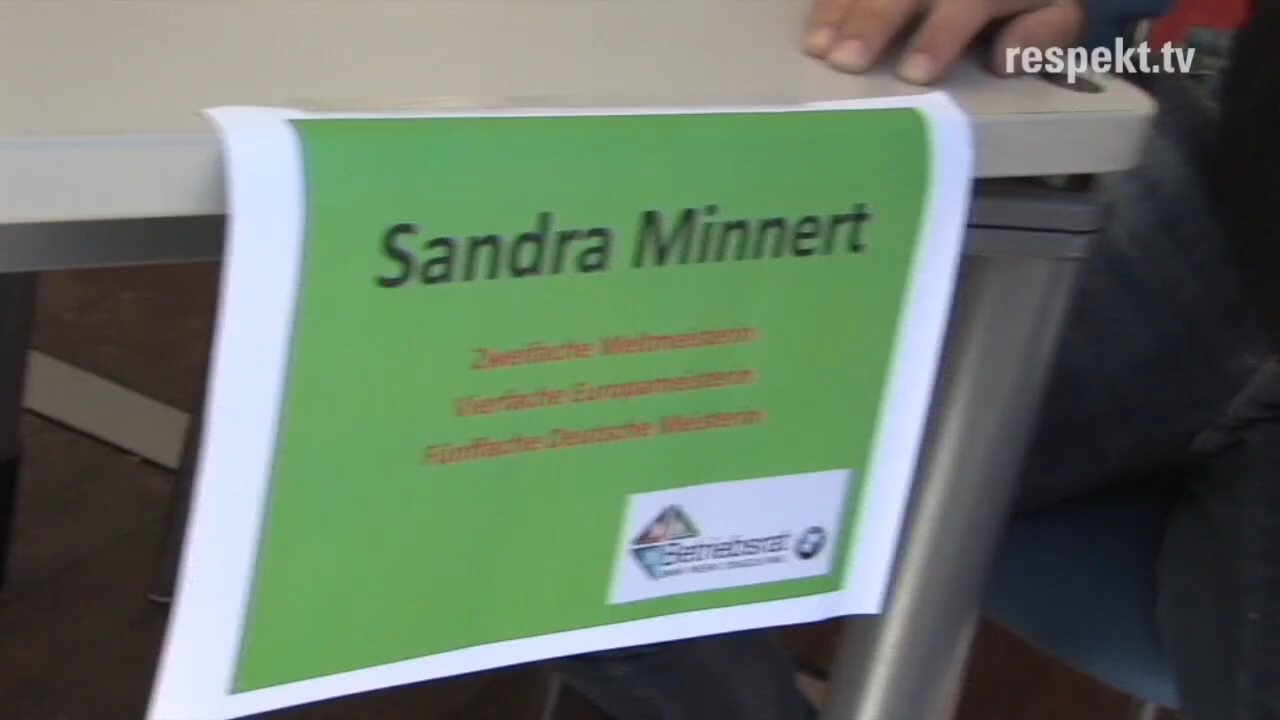 respekt.tv
Sandra Minnert
Zweifache Weltmeisterin
Vierfache Europameisterin
Fünffache Deutsche Meisterin
Betriebsrat